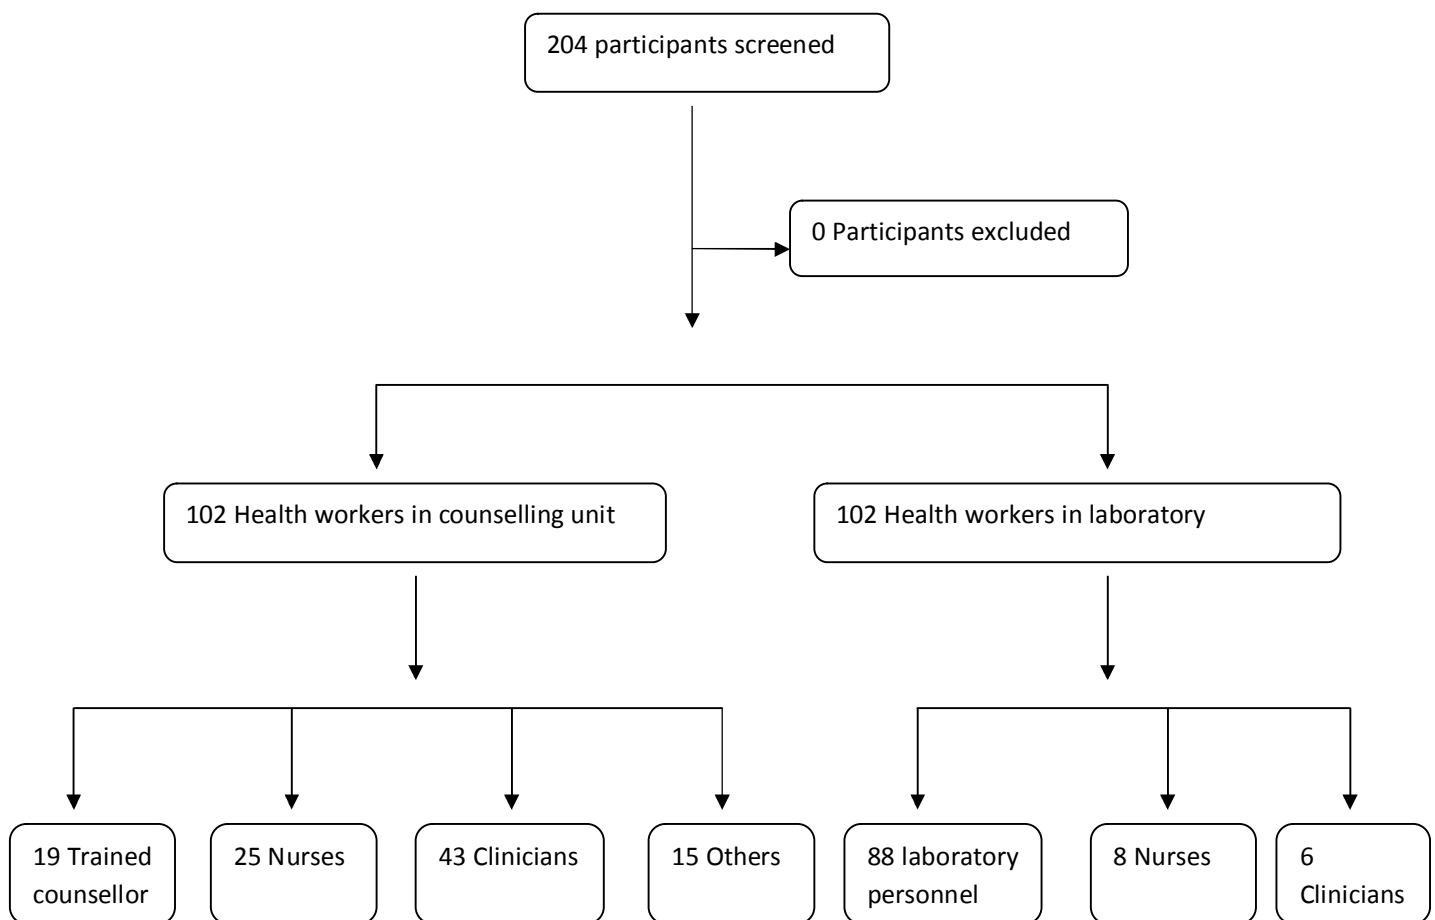 204 participants screened
0 Participants excluded
102 Health workers in counselling unit
102 Health workers in laboratory
19 Trained
counsellor
25 Nurses
43 Clinicians
15 Others
88 laboratory
personnel
8 Nurses
6
Clinicians